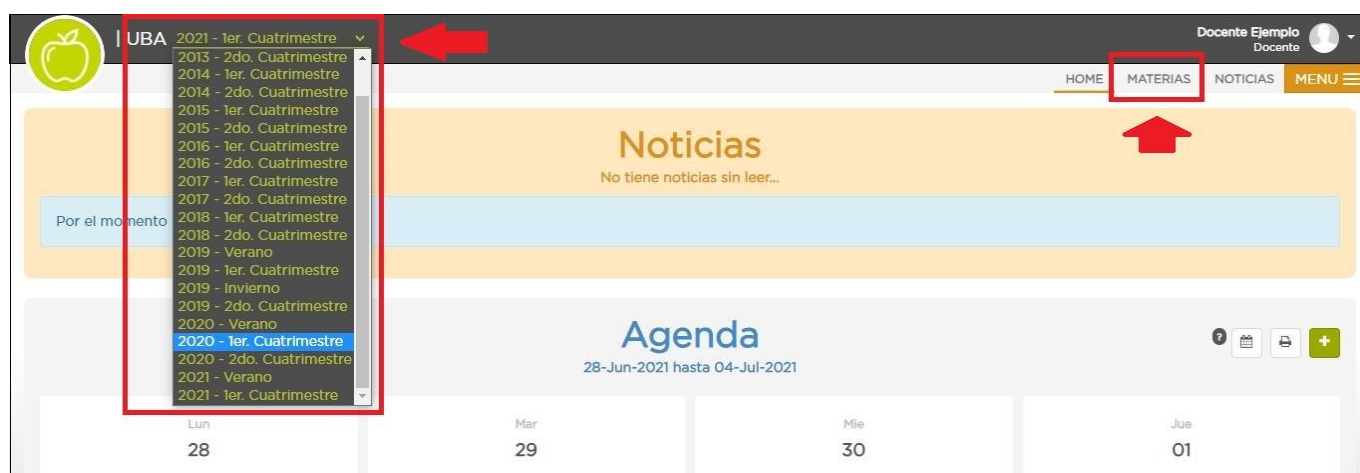 | UBA 2021 - 1er. Cuatrimestre
Docente Ejemplo
Docente
2013 - 2do. Cuatrimestre
2014 - 1er. Cuatrimestre
2014 - 2do. Cuatrimestre
2015 - 1er. Cuatrimestre
2015 - 2do. Cuatrimestre
2016 - 1er. Cuatrimestre
2016 - 2do. Cuatrimestre
2017 - 1er. Cuatrimestre
2017 - 2do. Cuatrimestre
2018 - 1er. Cuatrimestre
2018 - 2do. Cuatrimestre
2019 - Verano
2019 - 1er. Cuatrimestre
2019 - Invierno
2019 - 2do. Cuatrimestre
2020 - Verano
2020 - 1er. Cuatrimestre
2020 - 2do. Cuatrimestre
2021 - Verano
2021 - 1er. Cuatrimestre
HOME MATERIAS NOTICIAS MENU
Noticias
No tiene noticias sin leer...
Por el momento
Agenda
28-Jun-2021 hasta 04-Jul-2021
?
+
Lun Mar Mie Jue
28 29 30 01